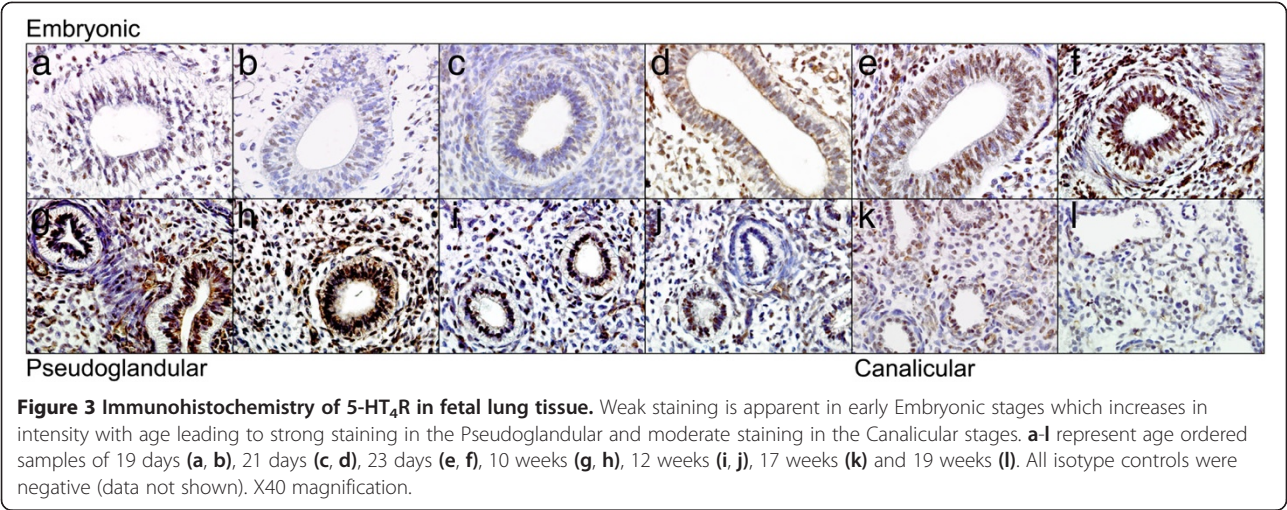 Embryonic
a b c d e f
g h i j k l
Pseudoglandular Canalicular
Figure 3 Immunohistochemistry of 5-HT₄R in fetal lung tissue. Weak staining is apparent in early Embryonic stages which increases in
intensity with age leading to strong staining in the Pseudoglandular and moderate staining in the Canalicular stages. a-l represent age ordered
samples of 19 days (a, b), 21 days (c, d), 23 days (e, f), 10 weeks (g, h), 12 weeks (i, j), 17 weeks (k) and 19 weeks (l). All isotype controls were
negative (data not shown). X40 magnification.